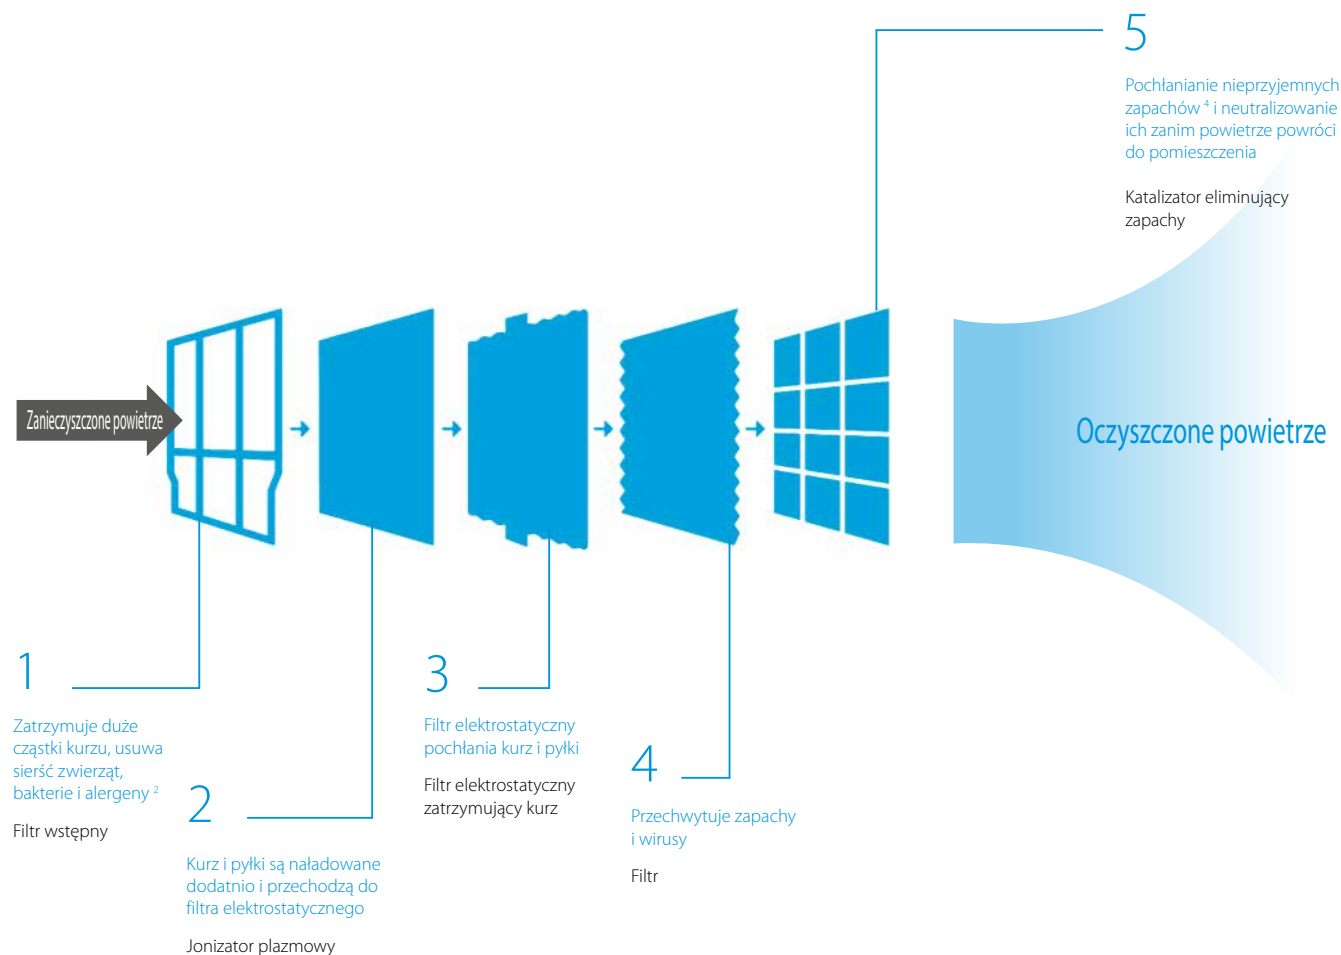 Zanieczyszczone powietrze
1
Zatrzymuje duże
cząstki kurzu, usuwa
sierść zwierząt,
bakterie i alergeny ²
Filtr wstępny
2
Kurz i pyłki są naładowane
dodatnio i przechodzą do
filtra elektrostatycznego
Jonizator plazmowy
3
Filtr elektrostatyczny
pochłania kurz i pyłki
Filtr elektrostatyczny
zatrzymujący kurz
4
Przechwytuje zapachy
i wirusy
Filtr
5
Pochłanianie nieprzyjemnych
zapachów ⁴ i neutralizowanie
ich zanim powietrze powróci
do pomieszczenia
Katalizator eliminujący
zapachy
Oczyszczone powietrze